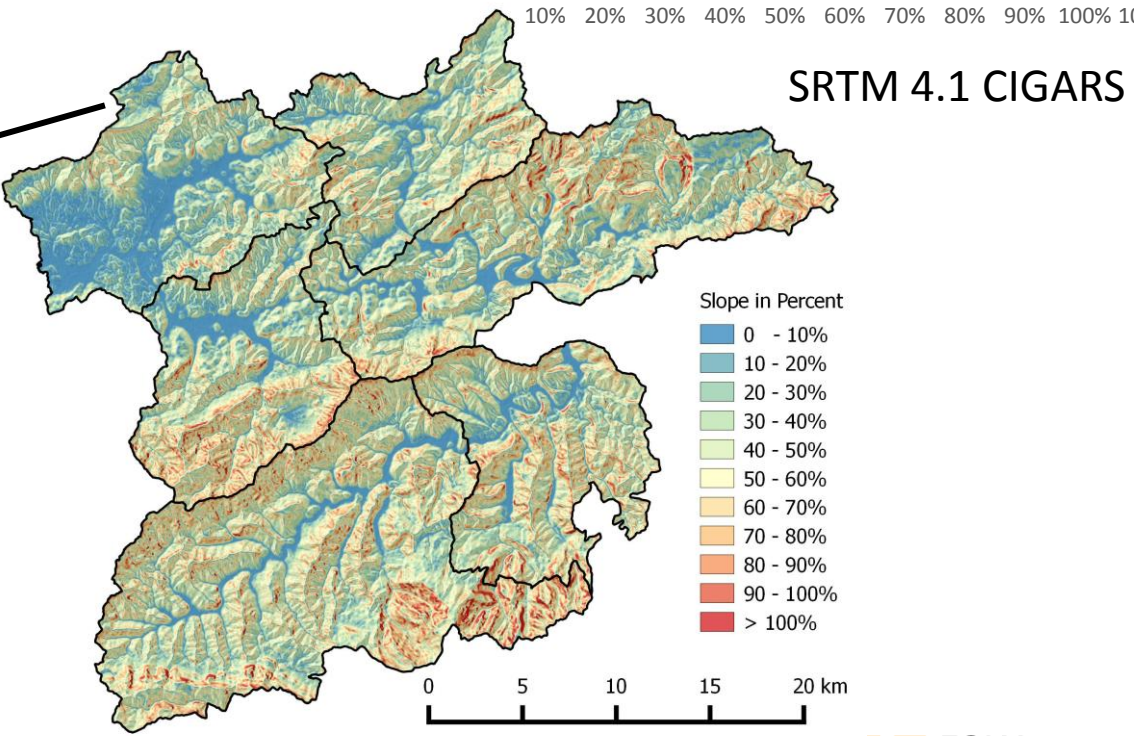 10% 20% 30% 40% 50% 60% 70% 80% 90% 100%
SRTM 4.1 CIGARS
Slope in Percent
0 - 10%
10 - 20%
20 - 30%
30 - 40%
40 - 50%
50 - 60%
60 - 70%
70 - 80%
80 - 90%
90 - 100%
> 100%
0 5 10 15 20 km